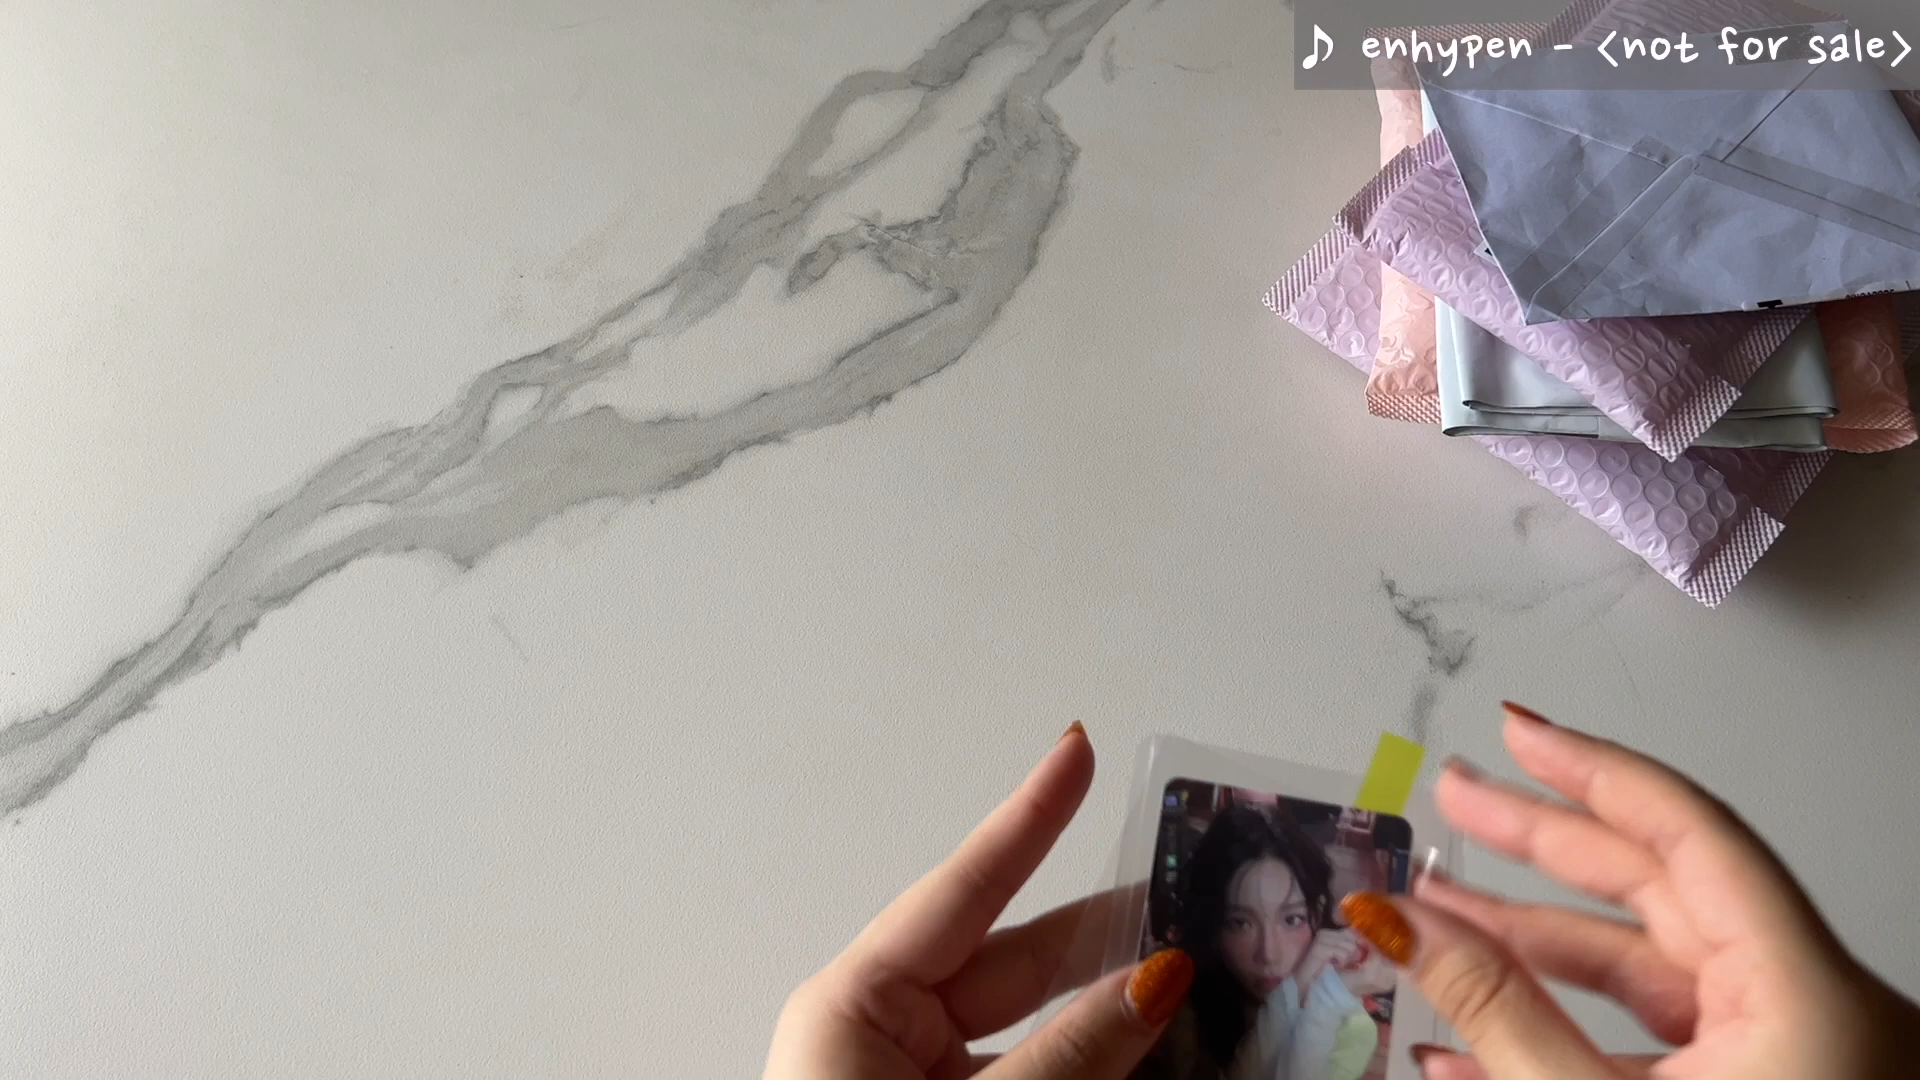 ♪ enhypen - <not for sale>